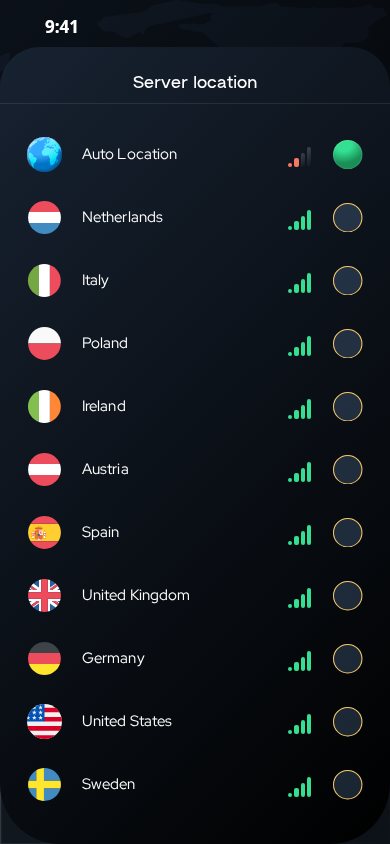 9:41
Server location
Auto Location
Netherlands
Italy
Poland
Ireland
Austria
Spain
United Kingdom
Germany
United States
Sweden